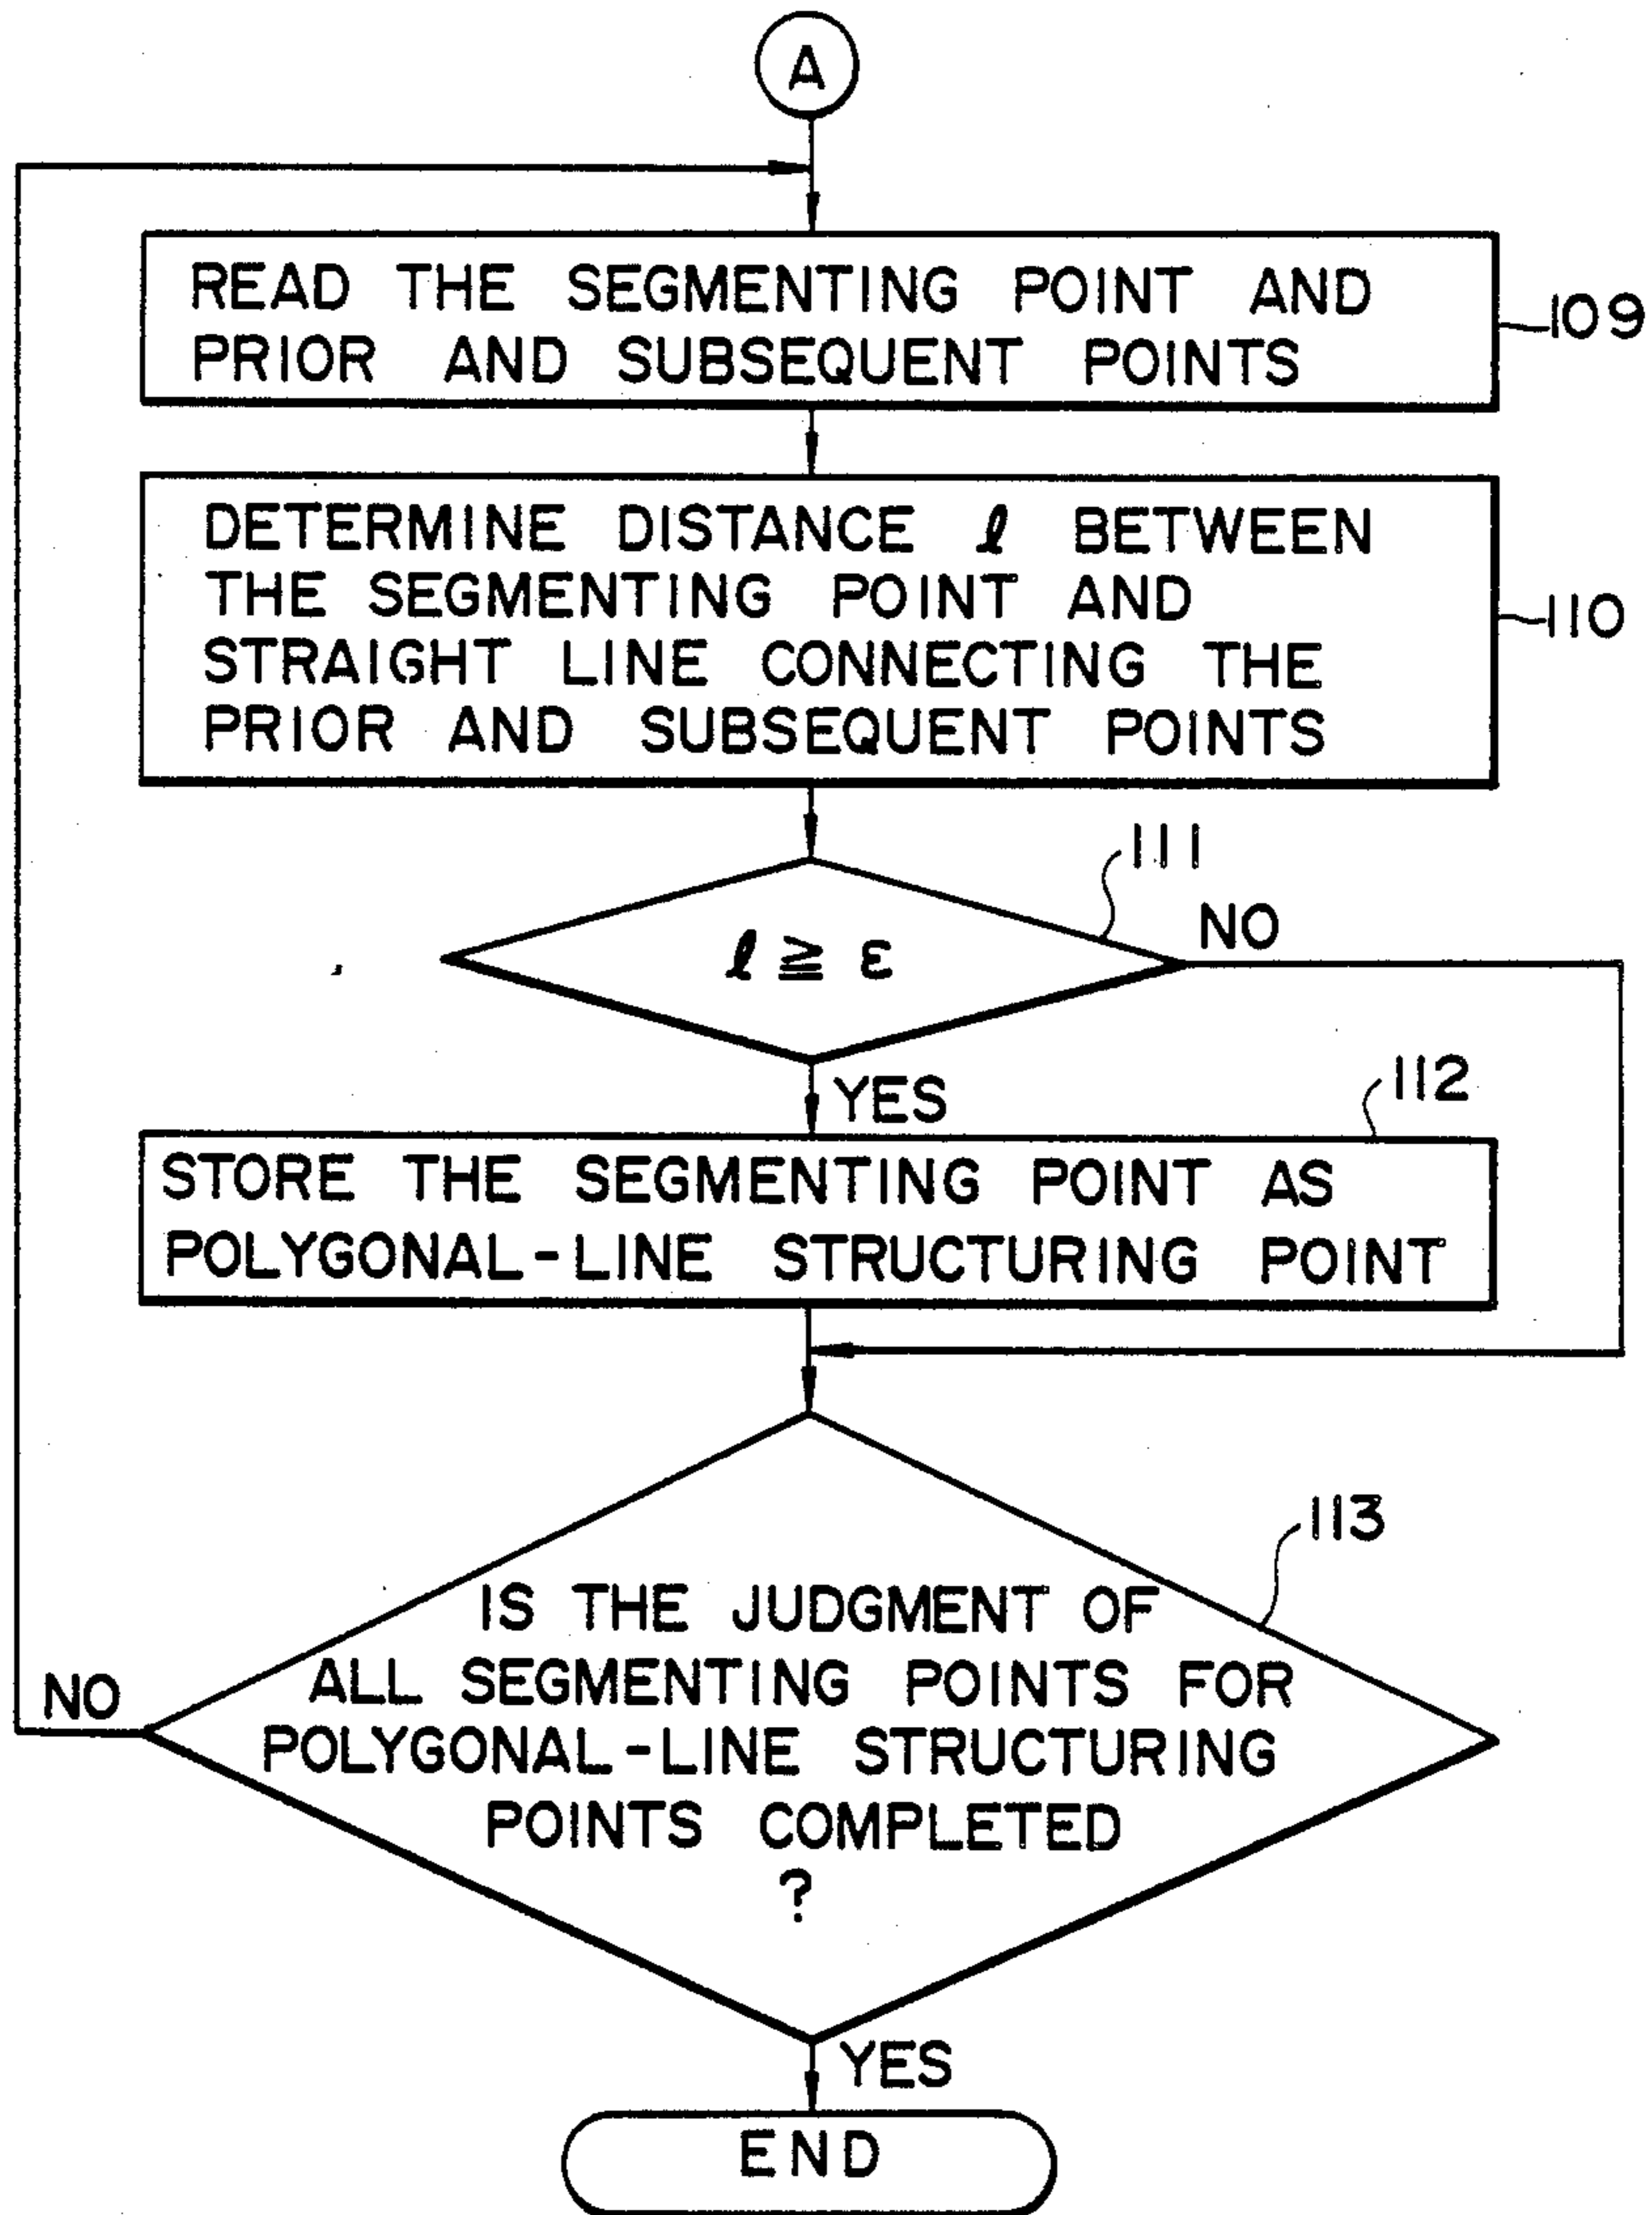 A
READ THE SEGMENTING POINT AND
PRIOR AND SUBSEQUENT POINTS
109
DETERMINE DISTANCE ℓ BETWEEN
THE SEGMENTING POINT AND
STRAIGHT LINE CONNECTING THE
PRIOR AND SUBSEQUENT POINTS
110
111
ℓ ≧ ε
NO
YES
112
STORE THE SEGMENTING POINT AS
POLYGONAL-LINE STRUCTURING POINT
113
IS THE JUDGMENT OF
ALL SEGMENTING POINTS FOR
POLYGONAL-LINE STRUCTURING
POINTS COMPLETED
?
NO
YES
END